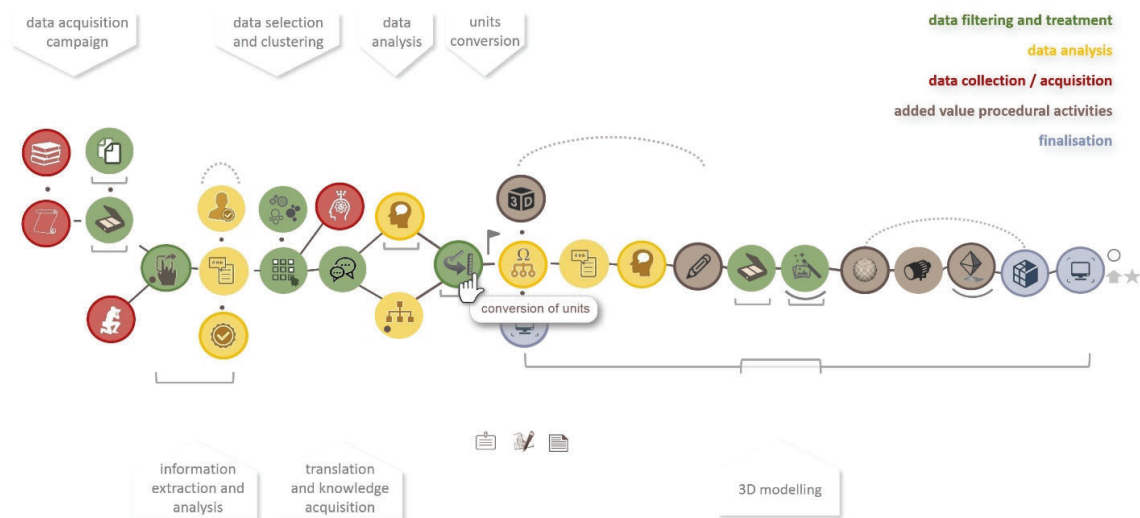 data acquisition
campaign
data selection
and clustering
data
analysis
units
conversion
data filtering and treatment
data analysis
data collection / acquisition
added value procedural activities
finalisation
3D
Ω
conversion of units
information
extraction and
analysis
translation
and knowledge
acquisition
3D modelling